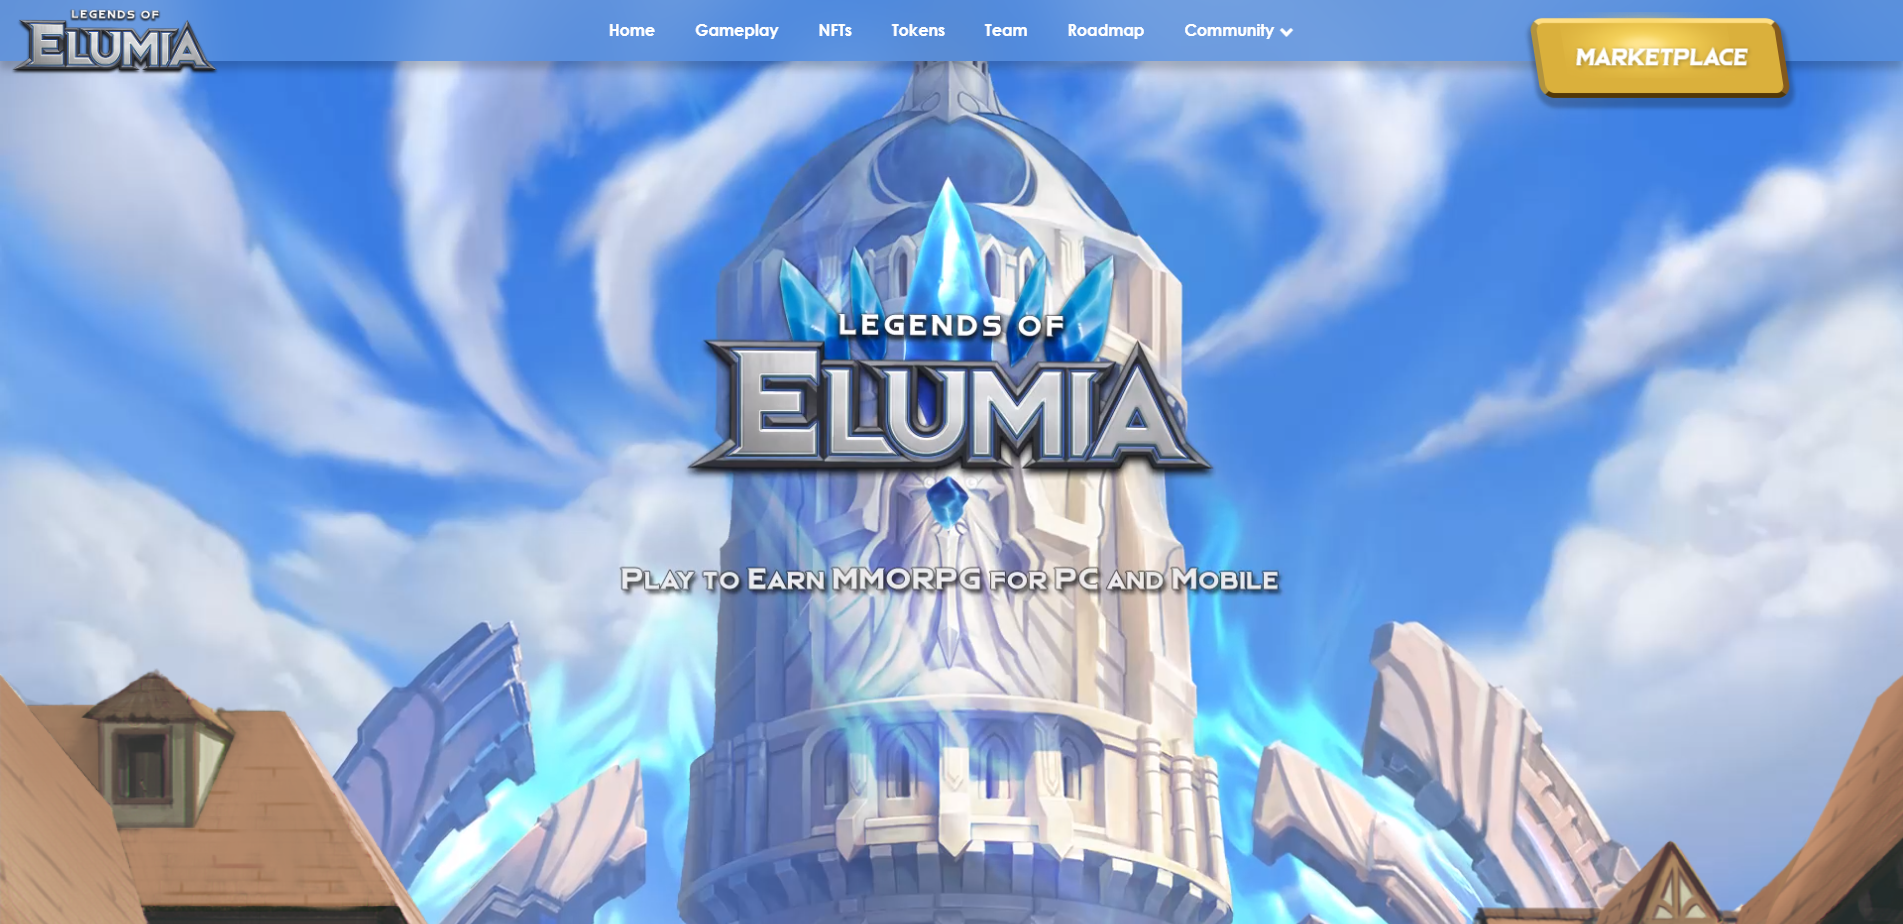 LEGENDS OF
ELUMIA
Home Gameplay NFTs Tokens Team Roadmap Community
MARKETPLACE
LEGENDS OF
ELUMIA
PLAY TO EARN MMORPG FOR PC AND MOBILE